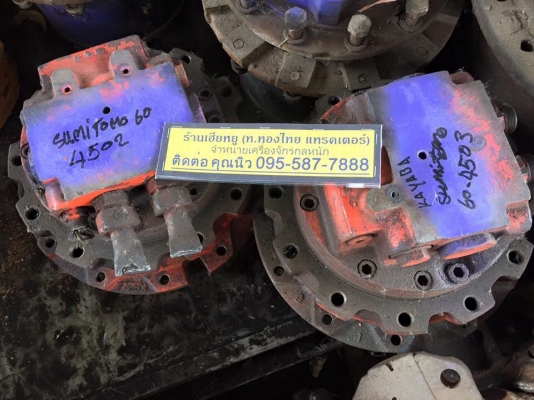 SUMITOMO 60
4502
ร้านเฮียหยู (ท.ทองไทย แทรคเตอร์)
จำหน่ายเครื่องจักรกลหนัก
ติดต่อ คุณนิว 095-587-7888
KAYABA
60-4503